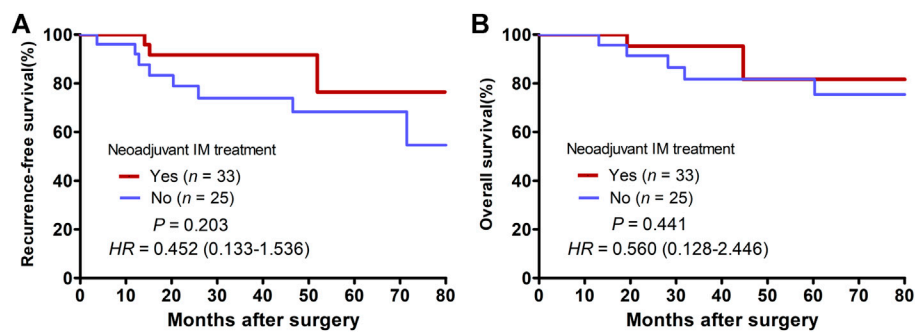 A
Recurrence-free survival(%)
100
80
60
40
20
0
Neoadjuvant IM treatment
Yes (n = 33)
No (n = 25)
P = 0.203
HR = 0.452 (0.133-1.536)
0 10 20 30 40 50 60 70 80
Months after surgery
B
Overall survival(%)
100
80
60
40
20
0
Neoadjuvant IM treatment
Yes (n = 33)
No (n = 25)
P = 0.441
HR = 0.560 (0.128-2.446)
0 10 20 30 40 50 60 70 80
Months after surgery